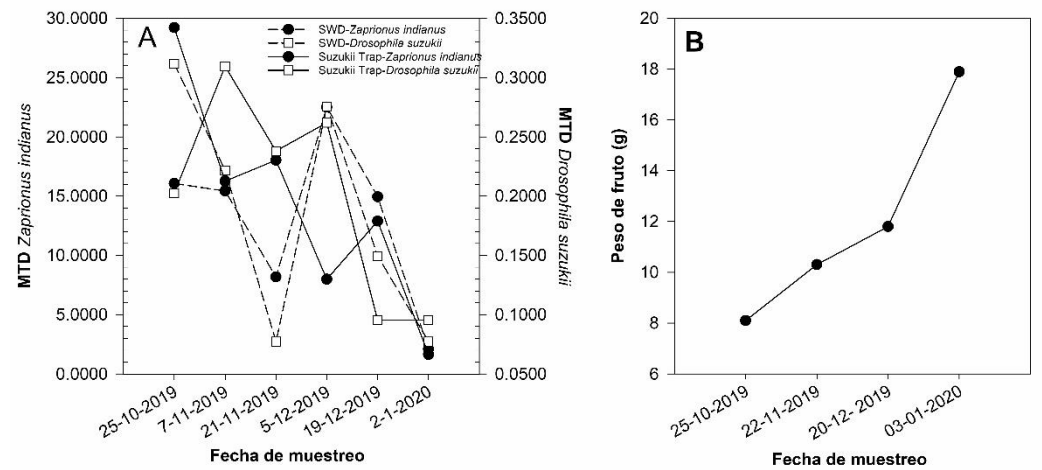 A
SWD-Zaprionus indianus
SWD-Drosophila suzukii
Suzukii Trap-Zaprionus indianus
Suzukii Trap-Drosophila suzukii
MTD Zaprionus indianus
30.0000
25.0000
20.0000
15.0000
10.0000
5.0000
0.0000
0.3500
0.3000
0.2500
0.2000
0.1500
0.1000
0.0500
MTD Drosophila suzukii
25-10-2019
7-11-2019
21-11-2019
5-12-2019
19-12-2019
2-1-2020
Fecha de muestreo
B
Peso de fruto (g)
20
18
16
14
12
10
8
6
25-10-2019
22-11-2019
20-12- 2019
03-01-2020
Fecha de muestreo